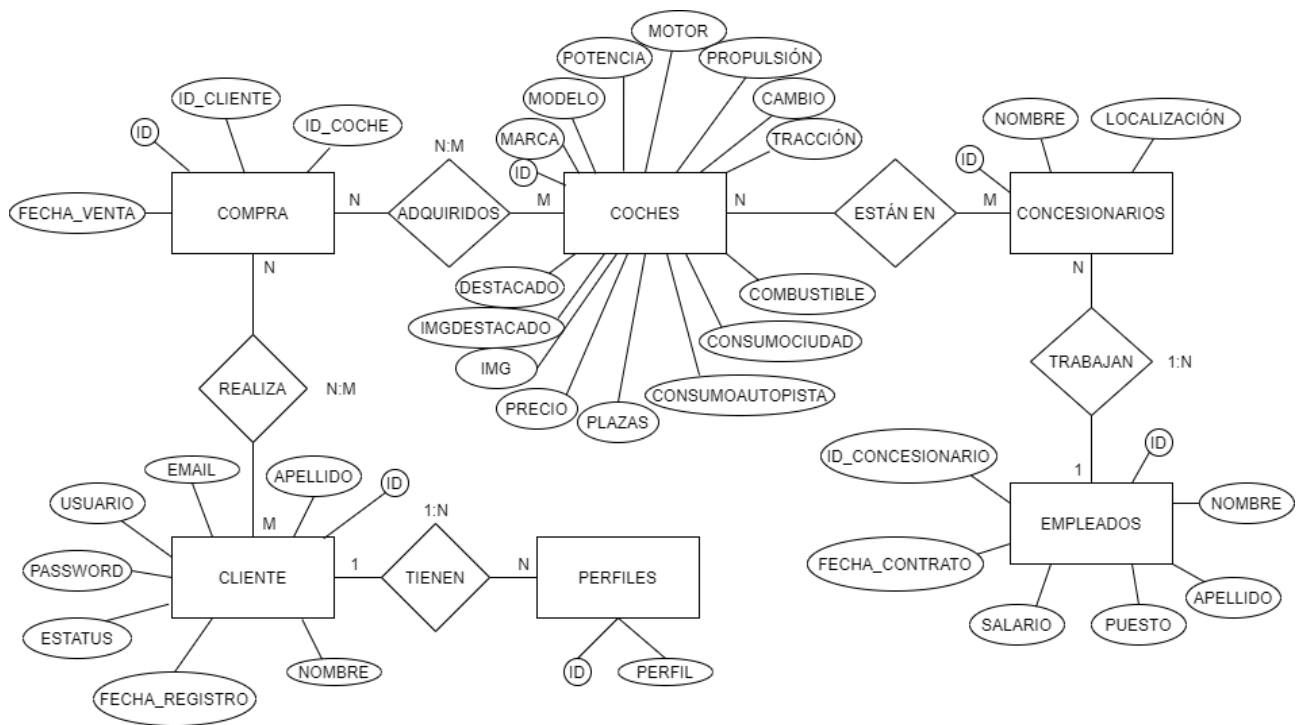 MOTOR
POTENCIA
PROPULSIÓN
ID_CLIENTE
MODELO
CAMBIO
ID
ID_COCHE
MARCA
TRACCIÓN
NOMBRE
LOCALIZACIÓN
N:M
ID
ID
FECHA_VENTA
COMPRA
N
ADQUIRIDOS
M
COCHES
N
ESTÁN EN
M
CONCESIONARIOS
N
N
DESTACADO
COMBUSTIBLE
IMGDESTACADO
CONSUMOCIUDAD
IMG
CONSUMOAUTOPISTA
PRECIO
PLAZAS
TRABAJAN
1:N
REALIZA
N:M
ID_CONCESIONARIO
ID
1
NOMBRE
EMPLEADOS
FECHA_CONTRATO
APELLIDO
SALARIO
PUESTO
EMAIL
APELLIDO
ID
USUARIO
M
1:N
PASSWORD
CLIENTE
1
TIENEN
N
PERFILES
ESTATUS
NOMBRE
FECHA_REGISTRO
ID
PERFIL